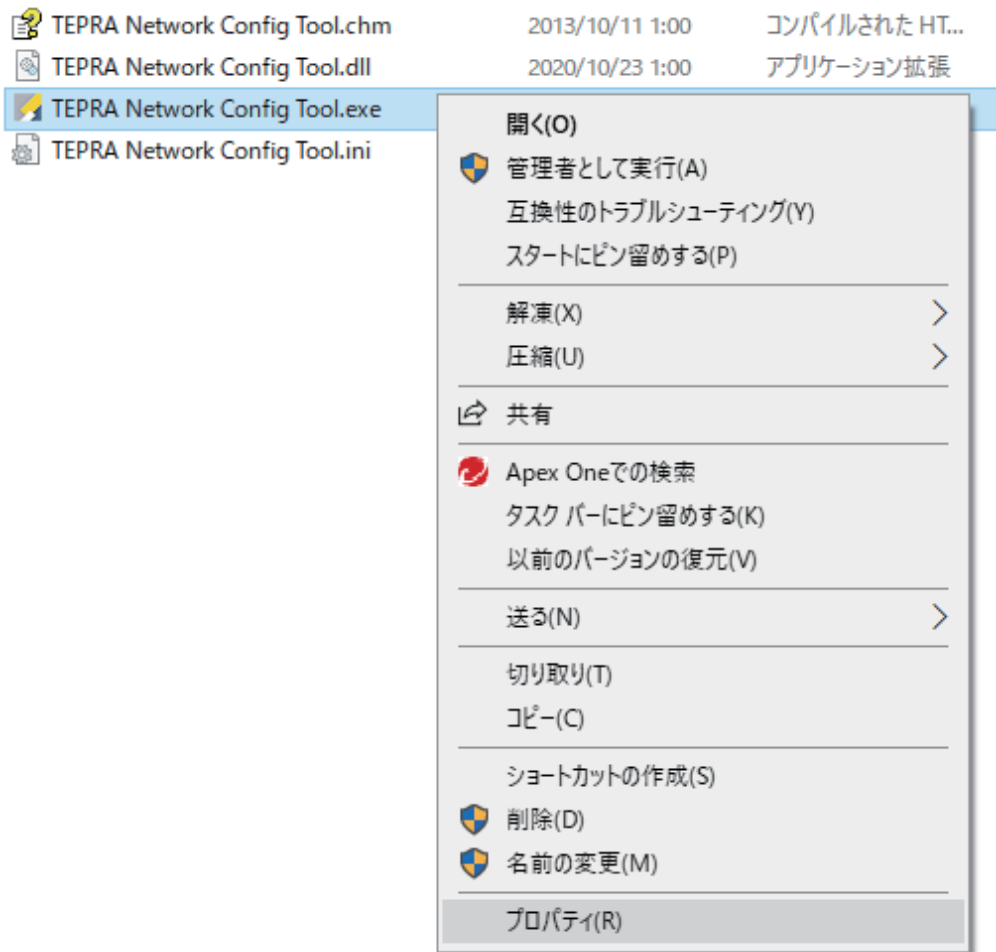 TEPRA Network Config Tool.chm 2013/10/11 1:00 コンパイルされた HT...
TEPRA Network Config Tool.dll 2020/10/23 1:00 アプリケーション拡張
TEPRA Network Config Tool.exe
TEPRA Network Config Tool.ini
開く(O)
管理者として実行(A)
互換性のトラブルシューティング(Y)
スタートにピン留めする(P)
解凍(X)
圧縮(U)
共有
Apex Oneでの検索
タスク バーにピン留めする(K)
以前のバージョンの復元(V)
送る(N)
切り取り(T)
コピー(C)
ショートカットの作成(S)
削除(D)
名前の変更(M)
プロパティ(R)